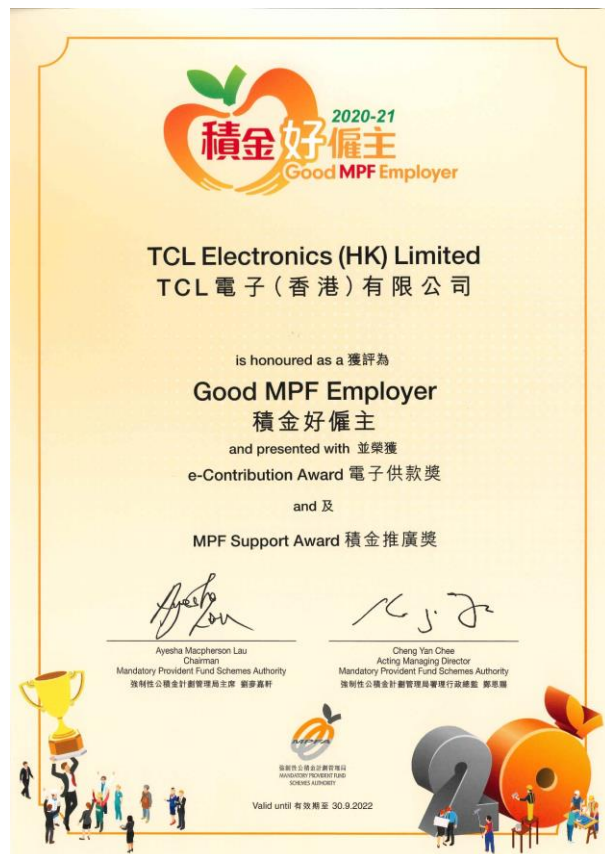 2020-21
積金好僱主
Good MPF Employer
TCL Electronics (HK) Limited
TCL電子(香港)有限公司
is honoured as a 獲評為
Good MPF Employer
積金好僱主
and presented with 並榮獲
e-Contribution Award 電子供款獎
and 及
MPF Support Award 積金推廣獎
Ayesha Macpherson Lau
Chairman
Mandatory Provident Fund Schemes Authority
強制性公積金計劃管理局主席 劉麥嘉軒
Cheng Yan Chee
Acting Managing Director
Mandatory Provident Fund Schemes Authority
強制性公積金計劃管理局署理行政總監 鄭恩賜
MPFA
強制性公積金計劃管理局
MANDATORY PROVIDENT FUND
SCHEMES AUTHORITY
Valid until 有效期至 30.9.2022
20